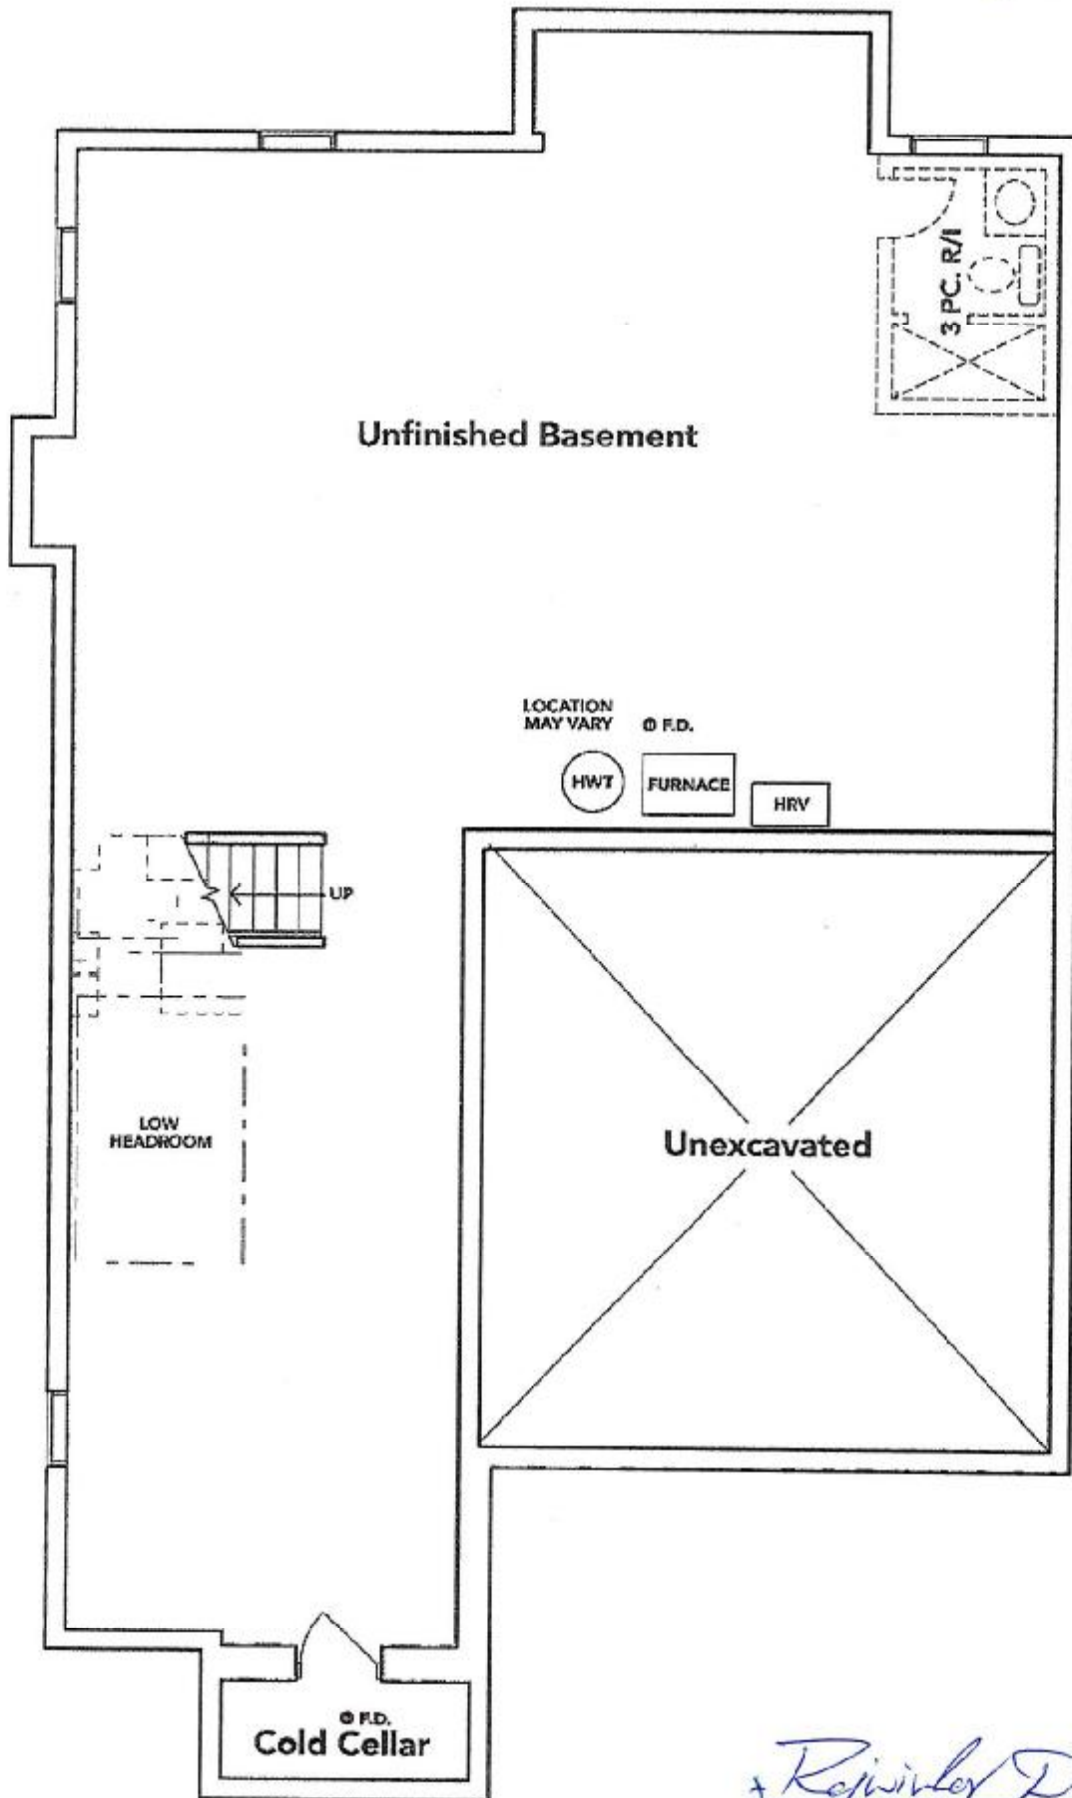 3 PC. R/I
Unfinished Basement
LOCATION
MAY VARY
⊕ F.D.
HWT
FURNACE
HRV
UP
LOW
HEADROOM
Unexcavated
⊕ F.D.
Cold Cellar